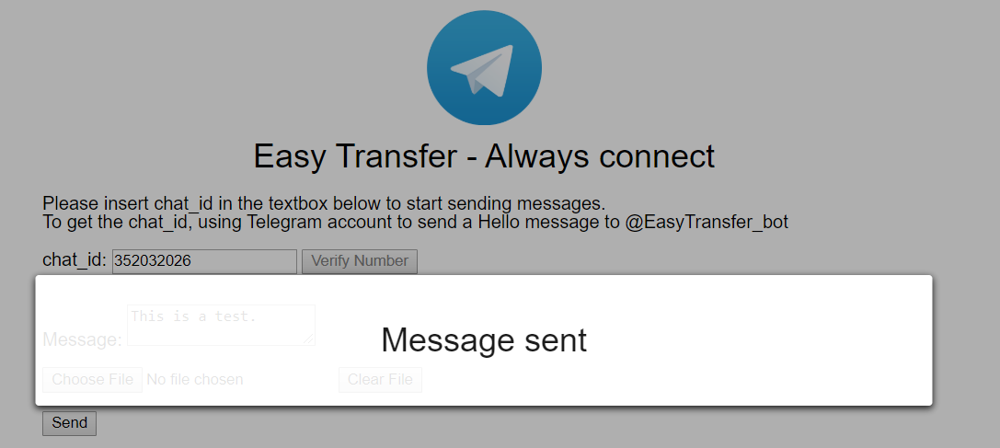 Easy Transfer - Always connect
Please insert chat_id in the textbox below to start sending messages.
To get the chat_id, using Telegram account to send a Hello message to @EasyTransfer_bot
chat_id: 352032026 Verify Number
This is a test.
Message:
Message sent
Choose File No file chosen Clear File
Send